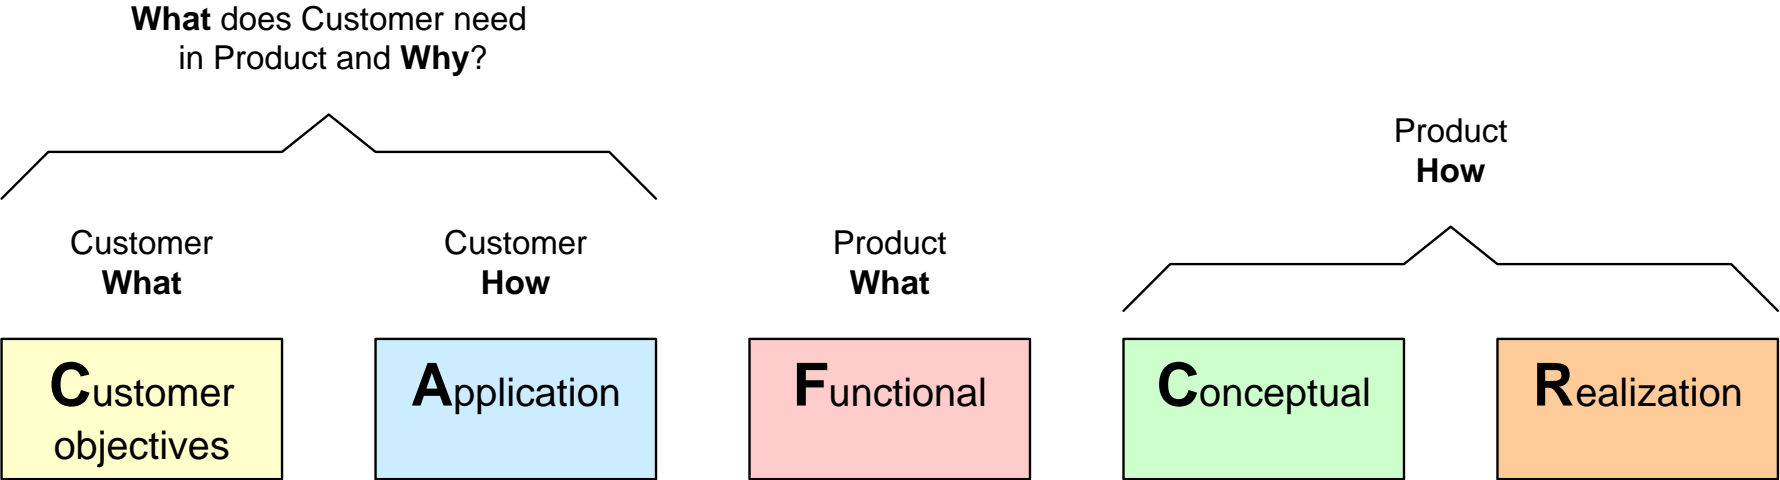 What does Customer need
in Product and Why?
Product
How
Customer
What
Customer
How
Product
What
Customer
objectives
Application
Functional
Conceptual
Realization